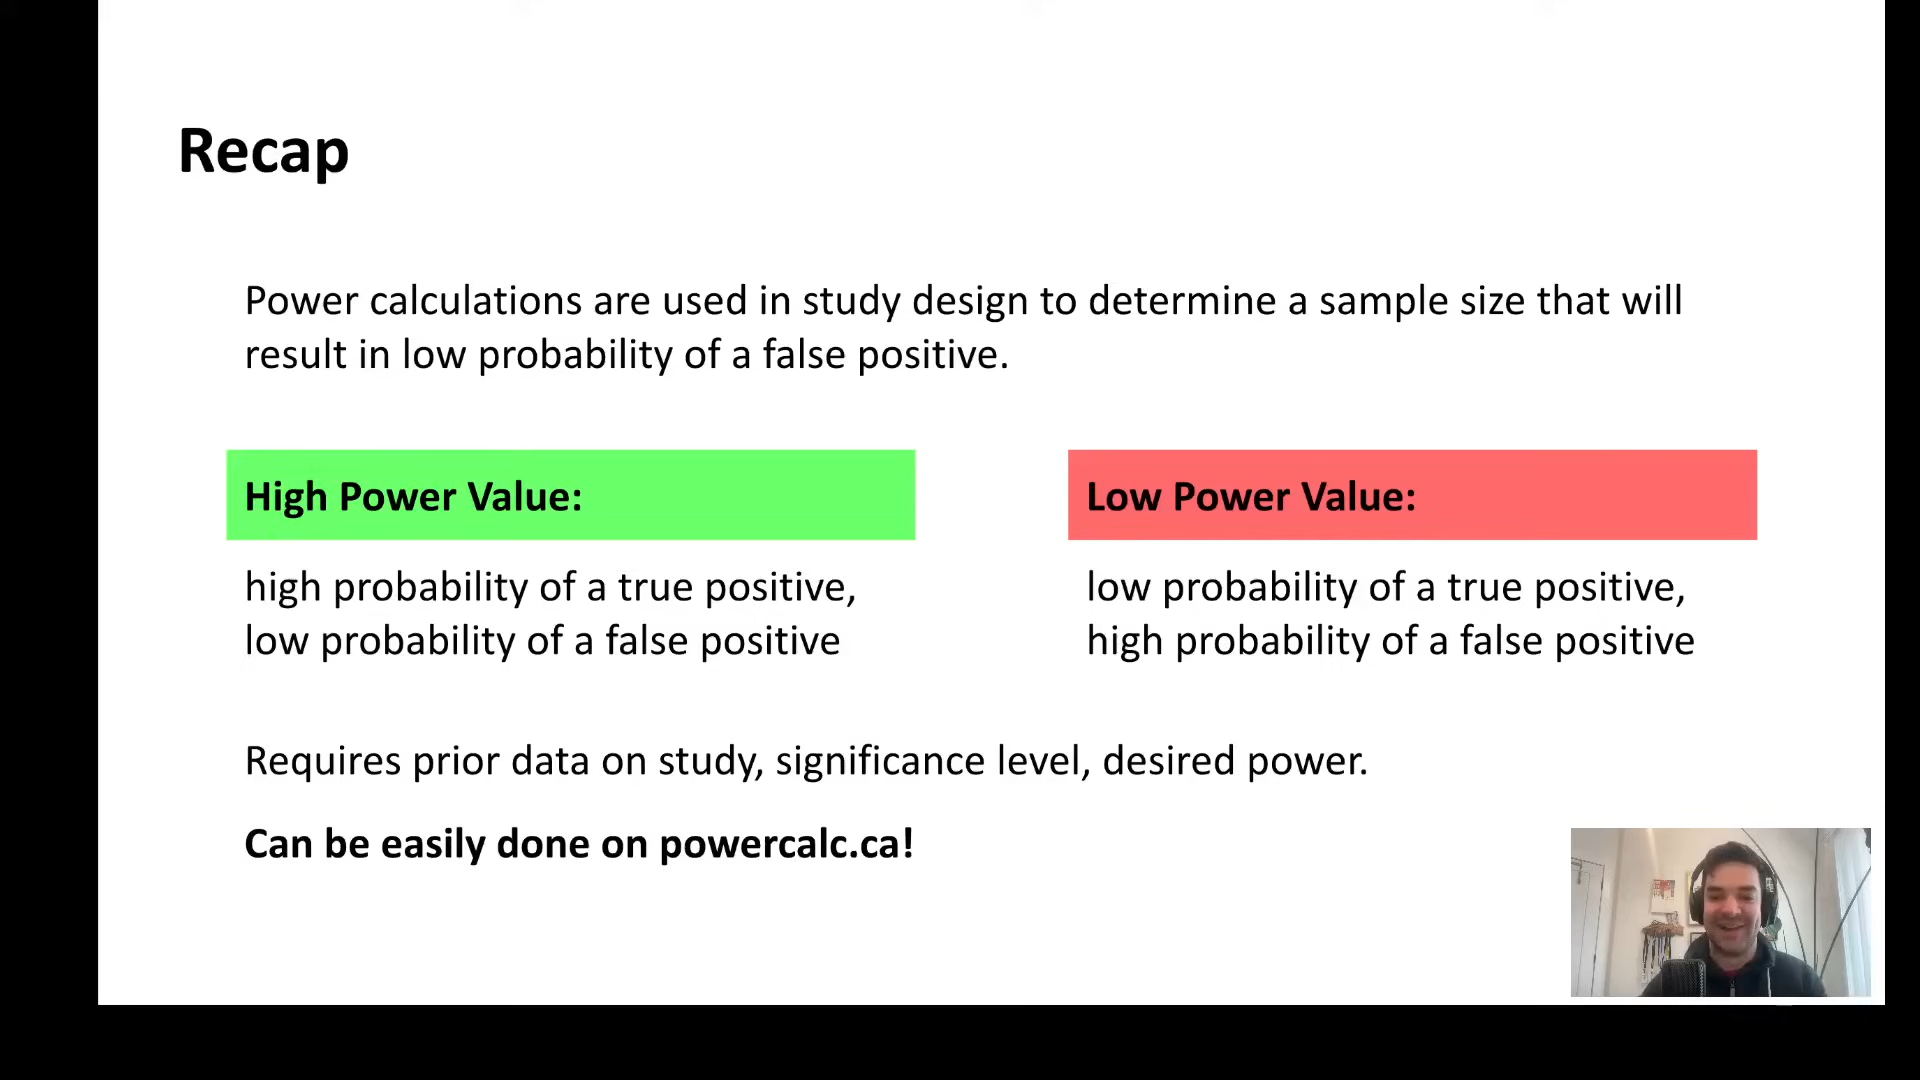 Recap
Power calculations are used in study design to determine a sample size that will
result in low probability of a false positive.
High Power Value:
high probability of a true positive,
low probability of a false positive
Low Power Value:
low probability of a true positive,
high probability of a false positive
Requires prior data on study, significance level, desired power.
Can be easily done on powercalc.ca!